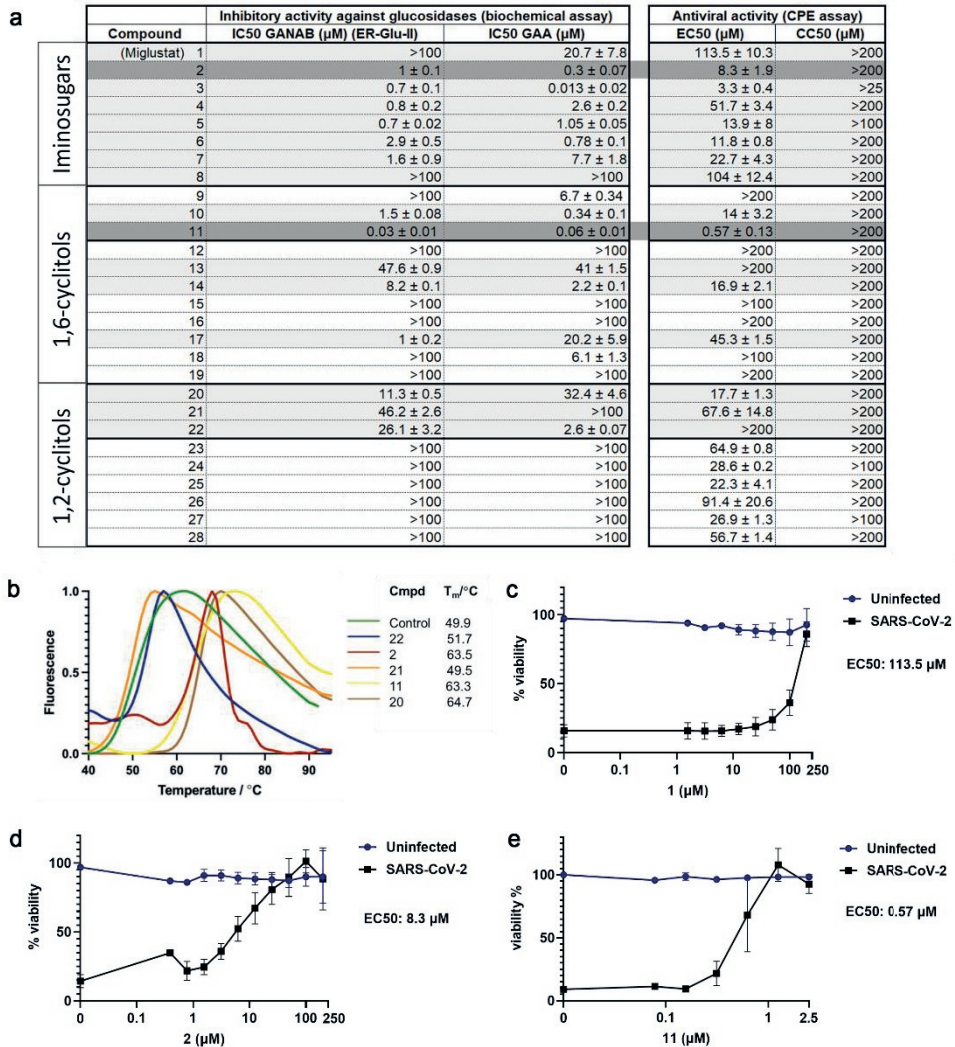 a
Inhibitory activity against glucosidases (biochemical assay) Antiviral activity (CPE assay)
Compound IC50 GANAB (µM) (ER-Glu-II) IC50 GAA (µM) EC50 (µM) CC50 (µM)
Iminosugars
(Miglustat) 1 >100 20.7 ± 7.8 113.5 ± 10.3 >200
2 1 ± 0.1 0.3 ± 0.07 8.3 ± 1.9 >200
3 0.7 ± 0.1 0.013 ± 0.02 3.3 ± 0.4 >25
4 0.8 ± 0.2 2.6 ± 0.2 51.7 ± 3.4 >200
5 0.7 ± 0.02 1.05 ± 0.05 13.9 ± 8 >100
6 2.9 ± 0.5 0.78 ± 0.1 11.8 ± 0.8 >200
7 1.6 ± 0.9 7.7 ± 1.8 22.7 ± 4.3 >200
8 >100 >100 104 ± 12.4 >200
1,6-cyclitols
9 >100 6.7 ± 0.34 >200 >200
10 1.5 ± 0.08 0.34 ± 0.1 14 ± 3.2 >200
11 0.03 ± 0.01 0.06 ± 0.01 0.57 ± 0.13 >200
12 >100 >100 >200 >200
13 47.6 ± 0.9 41 ± 1.5 >200 >200
14 8.2 ± 0.1 2.2 ± 0.1 16.9 ± 2.1 >200
15 >100 >100 >100 >200
16 >100 >100 >200 >200
17 1 ± 0.2 20.2 ± 5.9 45.3 ± 1.5 >200
18 >100 6.1 ± 1.3 >100 >200
19 >100 >100 >200 >200
1,2-cyclitols
20 11.3 ± 0.5 32.4 ± 4.6 17.7 ± 1.3 >200
21 46.2 ± 2.6 >100 67.6 ± 14.8 >200
22 26.1 ± 3.2 2.6 ± 0.07 >200 >200
23 >100 >100 64.9 ± 0.8 >200
24 >100 >100 28.6 ± 0.2 >100
25 >100 >100 22.3 ± 4.1 >200
26 >100 >100 91.4 ± 20.6 >200
27 >100 >100 26.9 ± 1.3 >100
28 >100 >100 56.7 ± 1.4 >200
b
Fluorescence
1.0
0.5
0.0
40 50 60 70 80 90
Temperature / °C
Cmpd Tm/°C
Control 49.9
22 51.7
2 63.5
21 49.5
11 63.3
20 64.7
c
% viability
100
50
0
0 0.1 1 10 100 250
1 (µM)
Uninfected
SARS-CoV-2
EC50: 113.5 µM
d
% viability
100
50
0
0 0.1 1 10 100 250
2 (µM)
Uninfected
SARS-CoV-2
EC50: 8.3 µM
e
viability %
100
50
0
0 0.1 1 2.5
11 (µM)
Uninfected
SARS-CoV-2
EC50: 0.57 µM